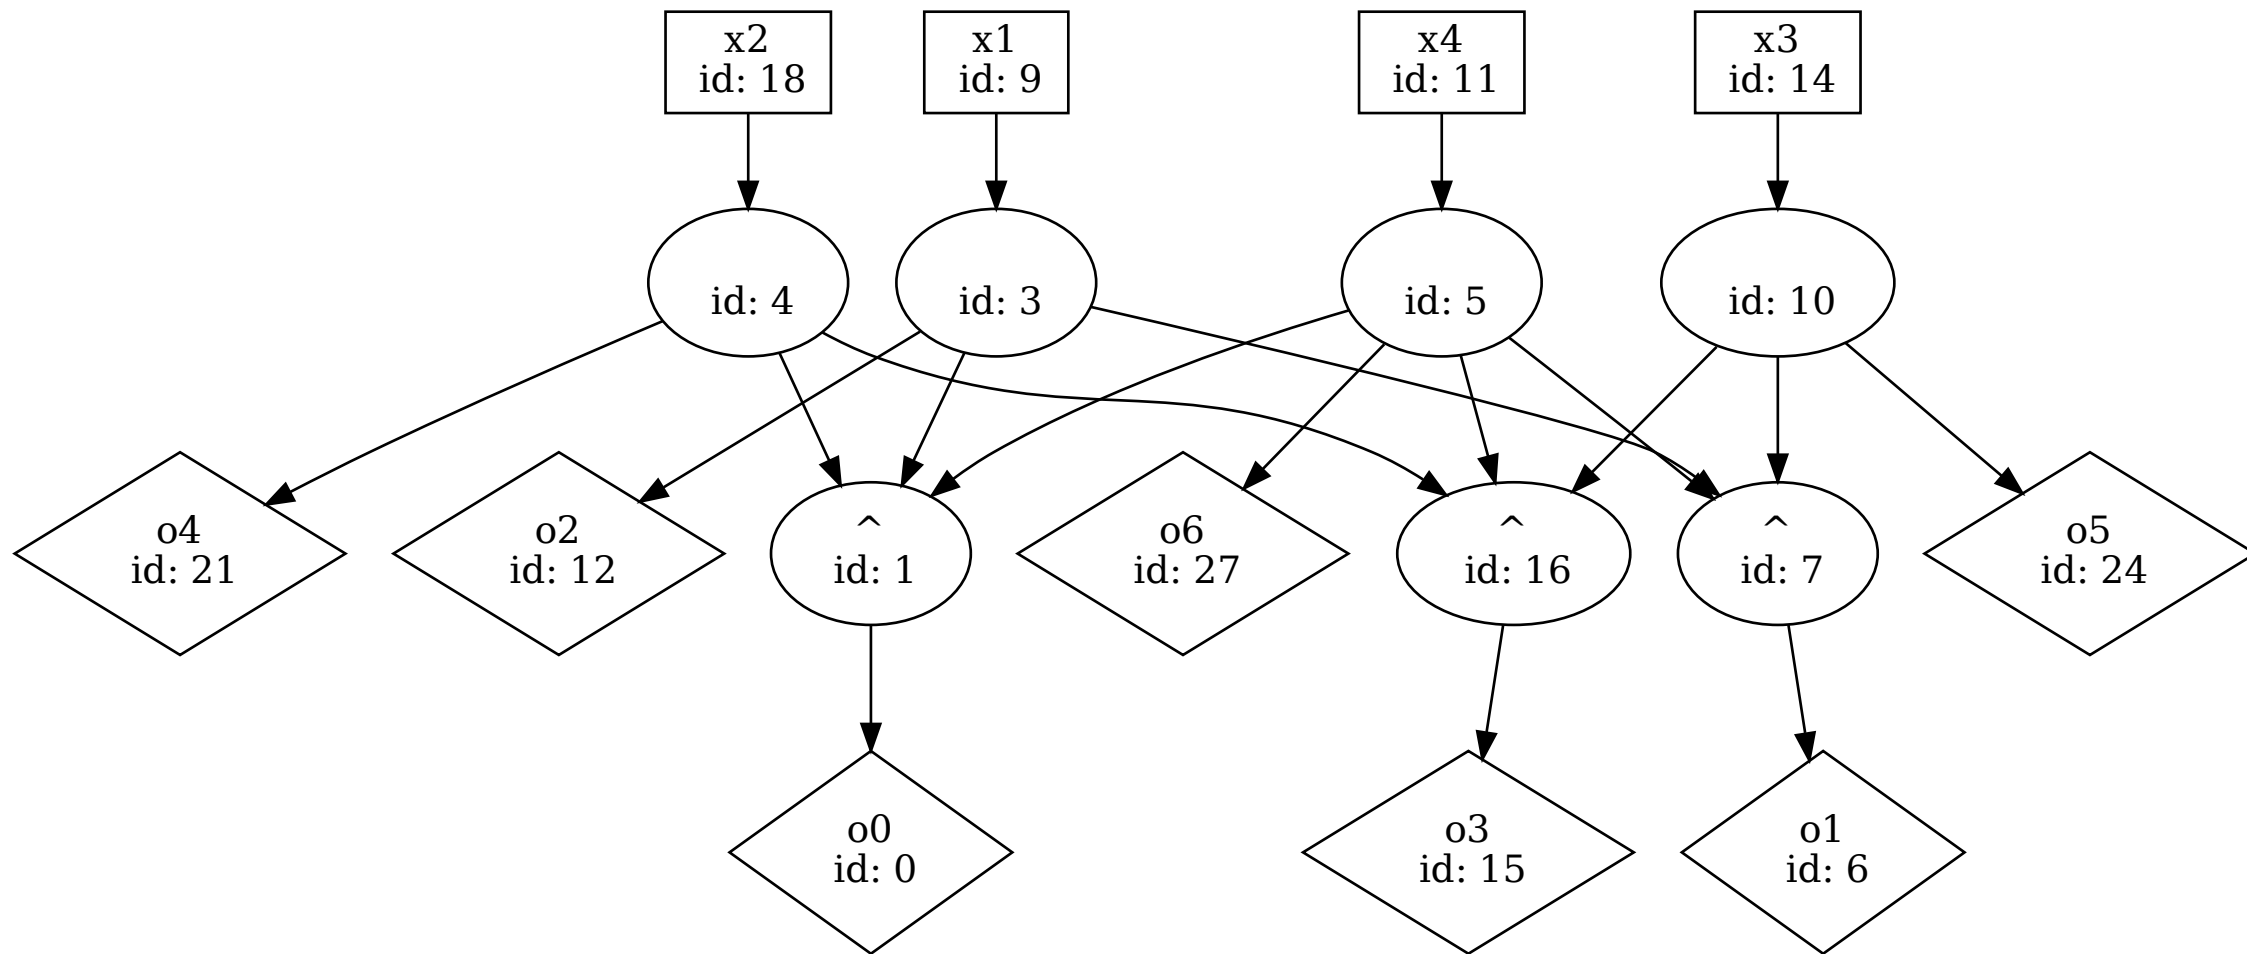 x2
id: 18
x1
id: 9
x4
id: 11
x3
id: 14
id: 4
id: 3
id: 5
id: 10
o4
id: 21
o2
id: 12
^
id: 1
o6
id: 27
^
id: 16
^
id: 7
o5
id: 24
o0
id: 0
o3
id: 15
o1
id: 6